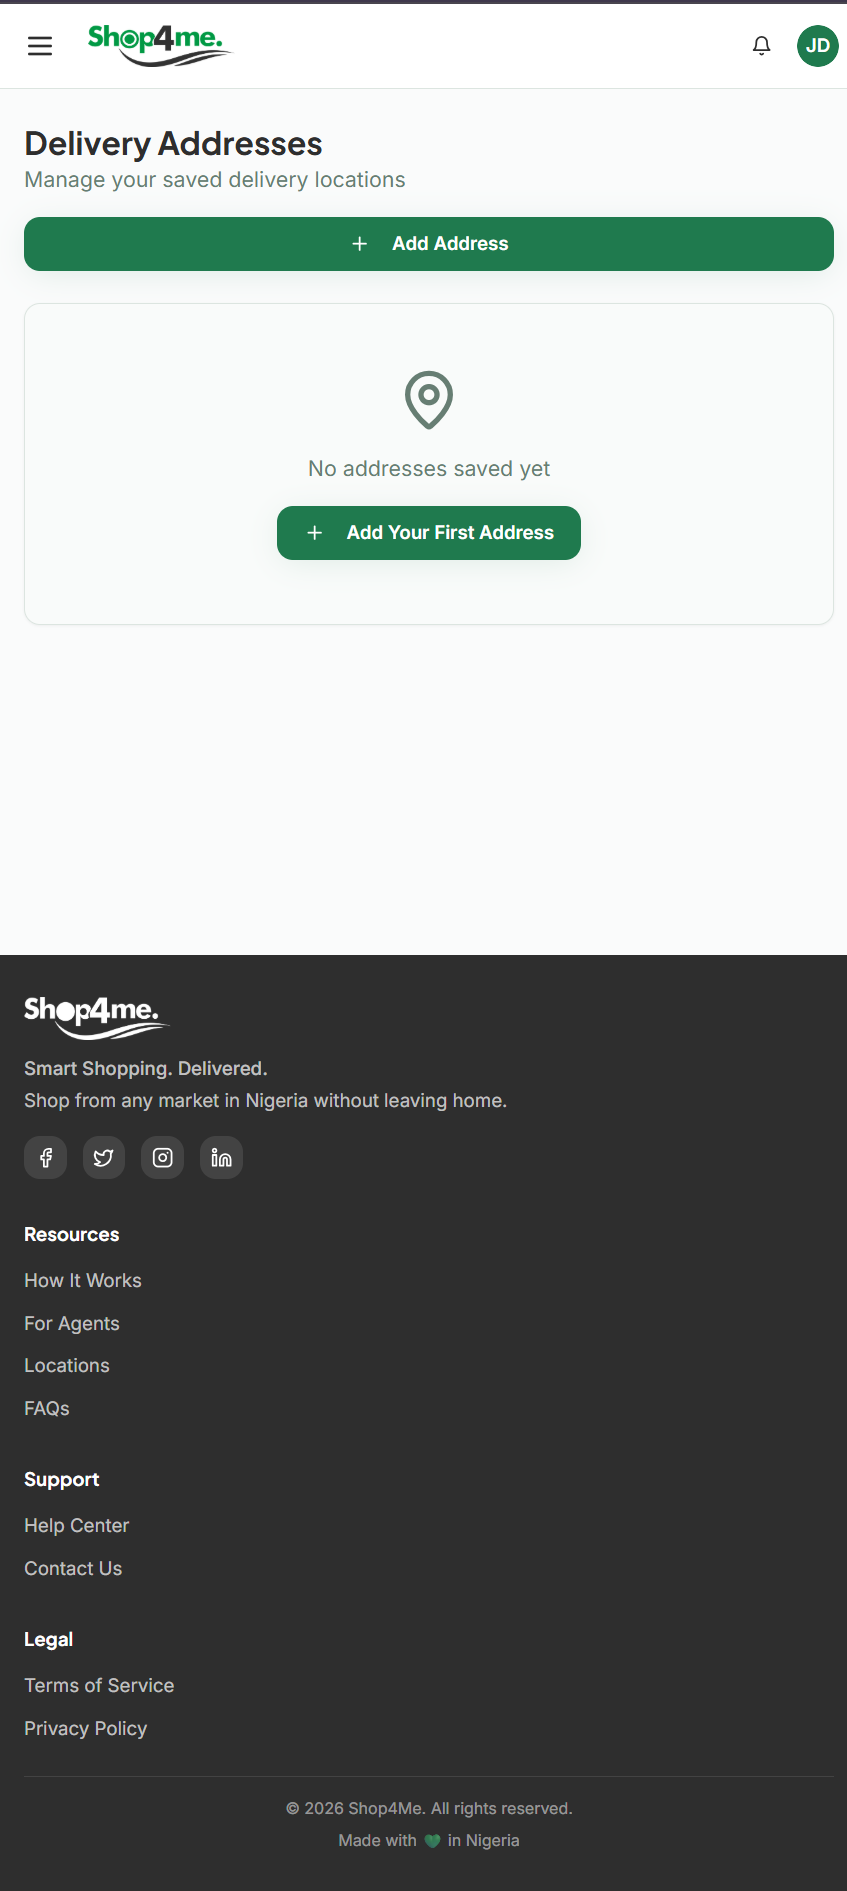 Shop4me.
JD
Delivery Addresses
Manage your saved delivery locations
+ Add Address
No addresses saved yet
+ Add Your First Address
Shop4me.
Smart Shopping. Delivered.
Shop from any market in Nigeria without leaving home.
Resources
How It Works
For Agents
Locations
FAQs
Support
Help Center
Contact Us
Legal
Terms of Service
Privacy Policy
© 2026 Shop4Me. All rights reserved.
Made with 💚 in Nigeria